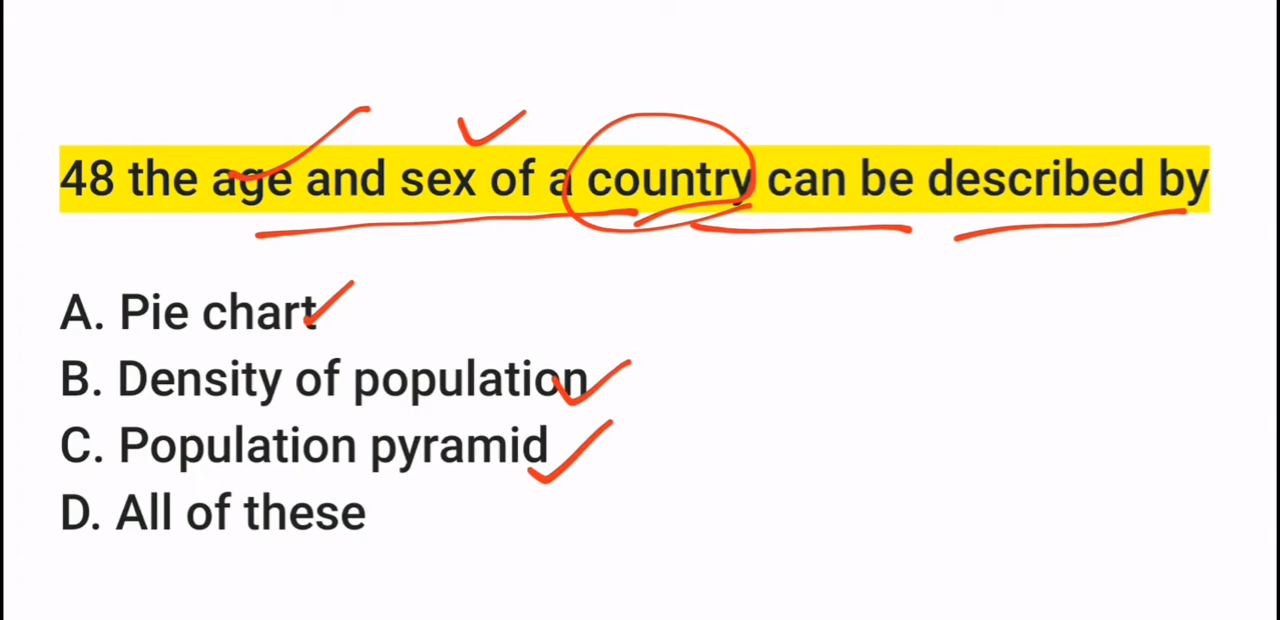 48 the age and sex of a country can be described by
A. Pie chart
B. Density of population
C. Population pyramid
D. All of these